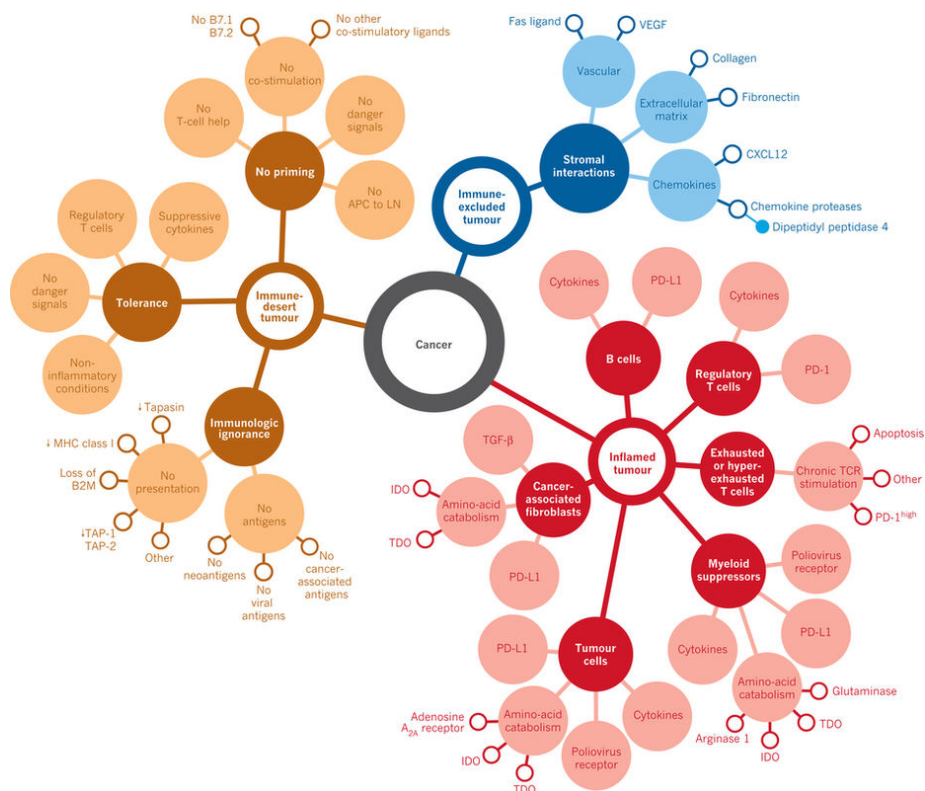 No B7.1
B7.2
No other
co-stimulatory ligands
No
co-stimulation
No
T-cell help
No
danger
signals
No priming
No
APC to LN
Regulatory
T cells
Suppressive
cytokines
No
danger
signals
Tolerance
Non-
inflammatory
conditions
Immune-
desert
tumour
Immunologic
ignorance
↓ Tapasin
↓ MHC class I
Loss of
B2M
↓TAP-1
TAP-2
Other
No
presentation
No
antigens
No
neoantigens
No
viral
antigens
No
cancer-
associated
antigens
Cancer
Immune-
excluded
tumour
Stromal
interactions
Vascular
Fas ligand
VEGF
Extracellular
matrix
Collagen
Fibronectin
Chemokines
CXCL12
Chemokine proteases
Dipeptidyl peptidase 4
Inflamed
tumour
B cells
Cytokines
PD-L1
Regulatory
T cells
Cytokines
PD-1
Exhausted
or hyper-
exhausted
T cells
Chronic TCR
stimulation
Apoptosis
Other
PD-1high
Myeloid
suppressors
Poliovirus
receptor
PD-L1
Cytokines
Amino-acid
catabolism
Glutaminase
TDO
IDO
Arginase 1
Tumour
cells
PD-L1
Amino-acid
catabolism
Adenosine
A2A receptor
IDO
TDO
Poliovirus
receptor
Cytokines
Cancer-
associated
fibroblasts
TGF-β
Amino-acid
catabolism
IDO
TDO
PD-L1